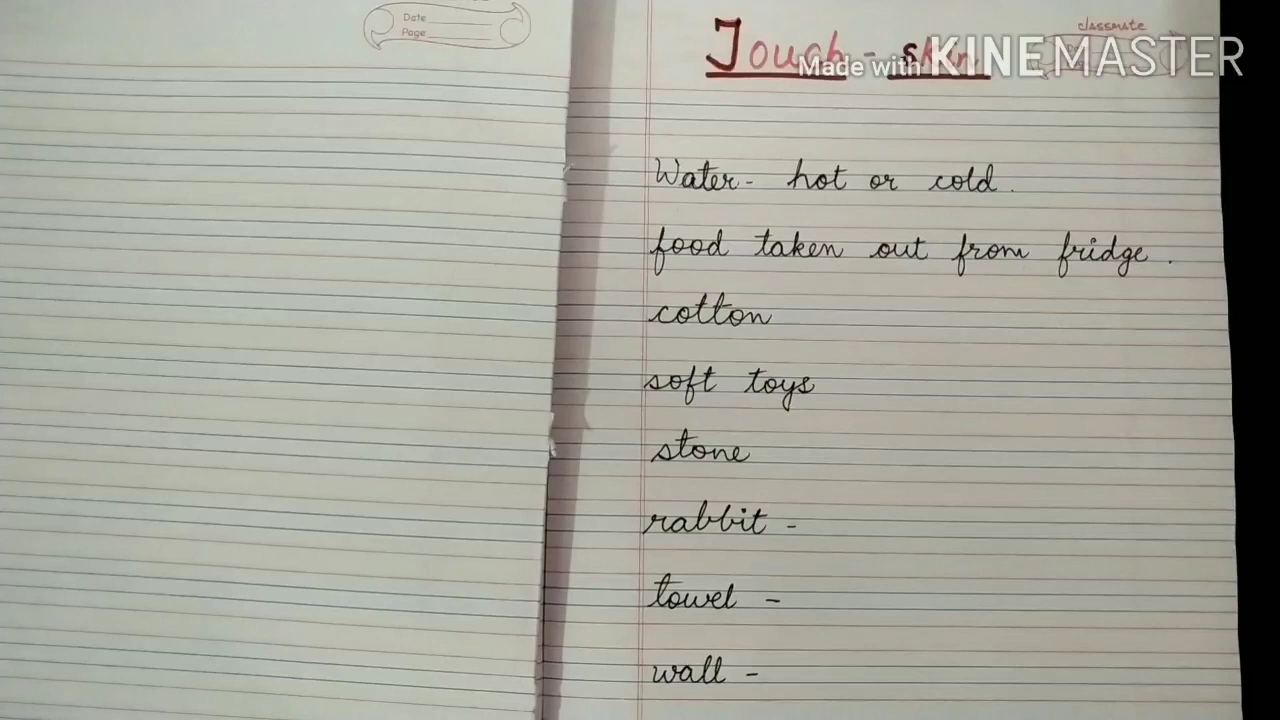 Date
Page
classmate
Touch - skin
Made with KINEMASTER
Water - hot or cold.
food taken out from fridge.
cotton
soft toys
stone
rabbit -
towel -
wall -